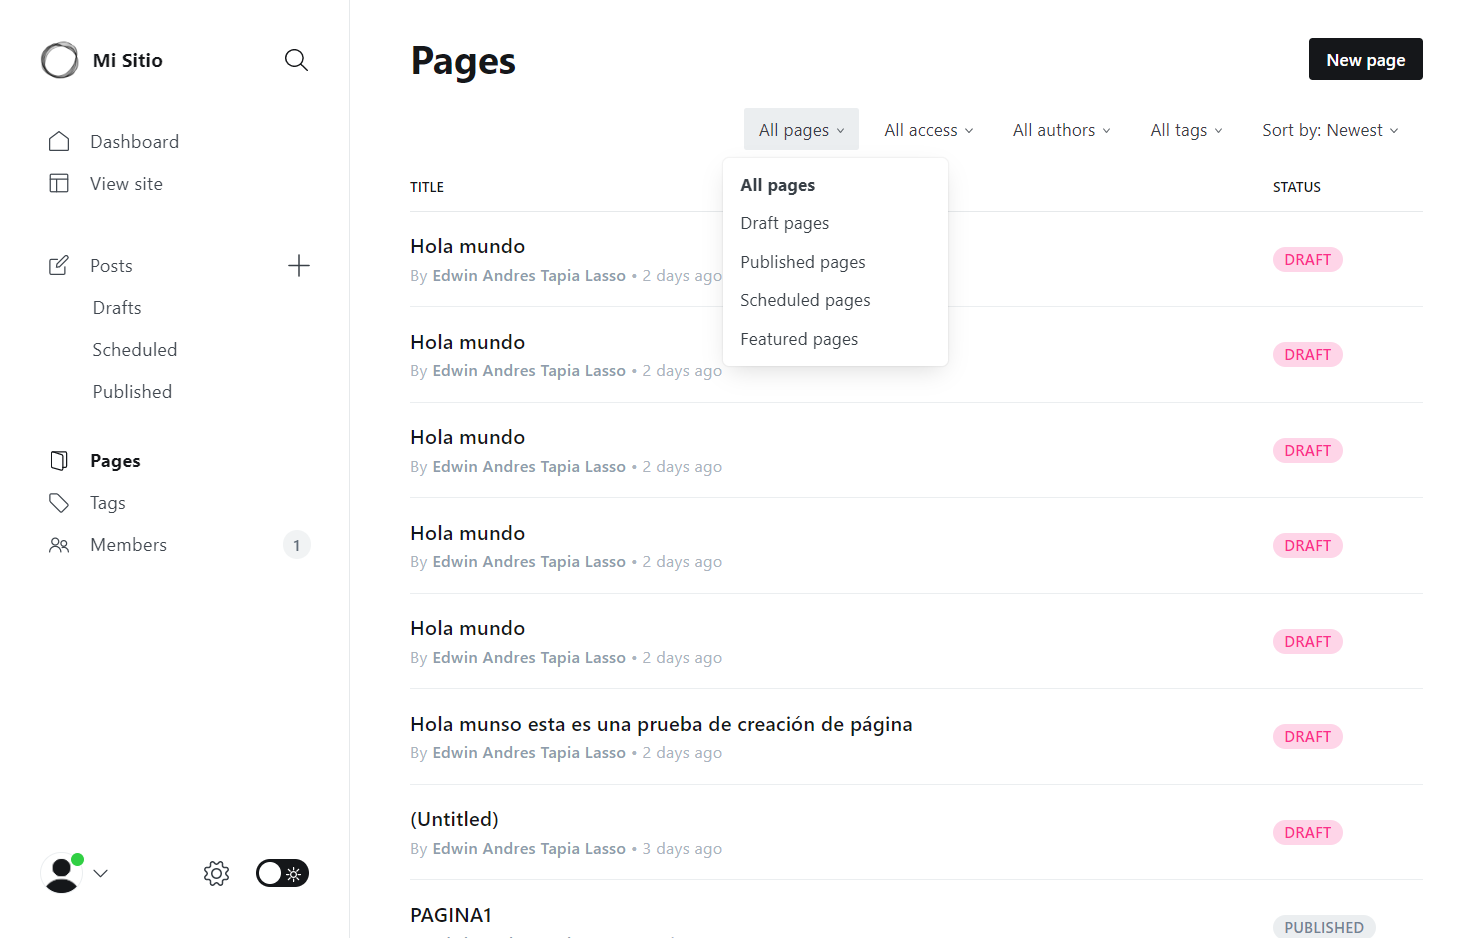 Mi Sitio
Dashboard
View site
Posts
Drafts
Scheduled
Published
Pages
Tags
Members
1
Pages
New page
All pages
All access
All authors
All tags
Sort by: Newest
All pages
Draft pages
Published pages
Scheduled pages
Featured pages
TITLE
STATUS
Hola mundo
By Edwin Andres Tapia Lasso • 2 days ago
DRAFT
Hola mundo
By Edwin Andres Tapia Lasso • 2 days ago
DRAFT
Hola mundo
By Edwin Andres Tapia Lasso • 2 days ago
DRAFT
Hola mundo
By Edwin Andres Tapia Lasso • 2 days ago
DRAFT
Hola mundo
By Edwin Andres Tapia Lasso • 2 days ago
DRAFT
Hola munso esta es una prueba de creación de página
By Edwin Andres Tapia Lasso • 2 days ago
DRAFT
(Untitled)
By Edwin Andres Tapia Lasso • 3 days ago
DRAFT
PAGINA1
PUBLISHED